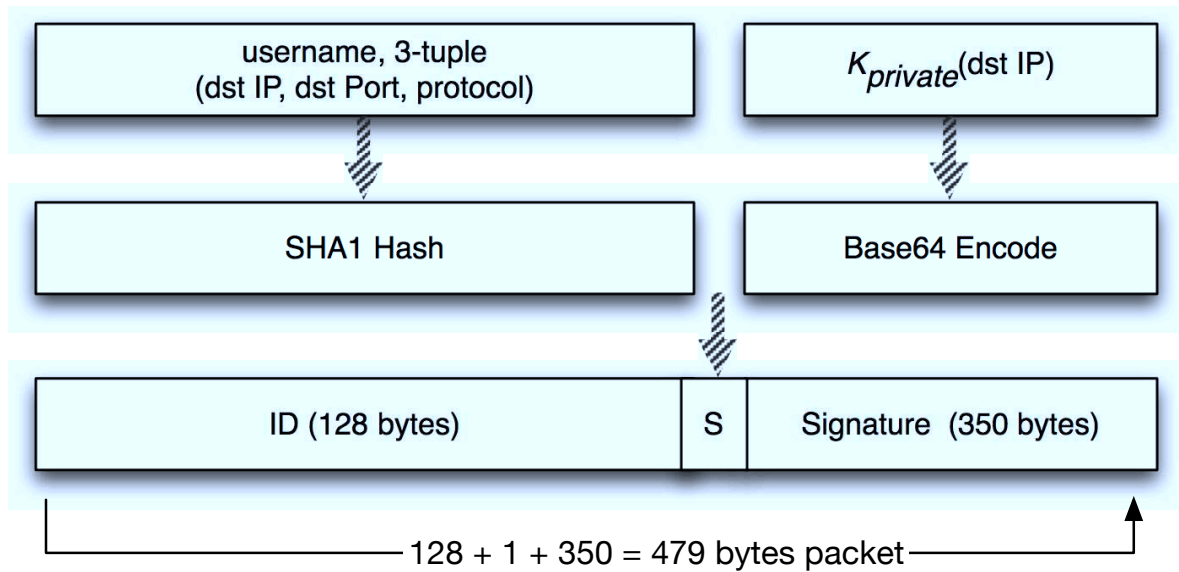 username, 3-tuple
(dst IP, dst Port, protocol)
Kprivate(dst IP)
SHA1 Hash
Base64 Encode
ID (128 bytes)
S
Signature (350 bytes)
128 + 1 + 350 = 479 bytes packet